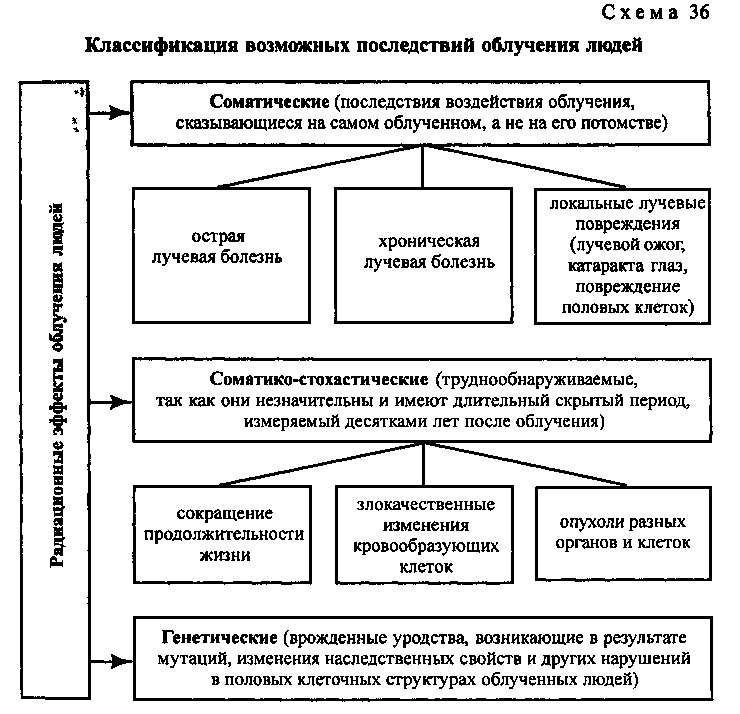 Схема 36
Классификация возможных последствий облучения людей
Радиационные эффекты облучения людей
Соматические (последствия воздействия облучения,
сказывающиеся на самом облученном, а не на его потомстве)
острая
лучевая болезнь
хроническая
лучевая болезнь
локальные лучевые
повреждения
(лучевой ожог,
катаракта глаз,
повреждение
половых клеток)
Соматико-стохастические (труднообнаруживаемые,
так как они незначительны и имеют длительный скрытый период,
измеряемый десятками лет после облучения)
сокращение
продолжительности
жизни
злокачественные
изменения
кровообразующих
клеток
опухоли разных
органов и клеток
Генетические (врожденные уродства, возникающие в результате
мутаций, изменения наследственных свойств и других нарушений
в половых клеточных структурах облученных людей)